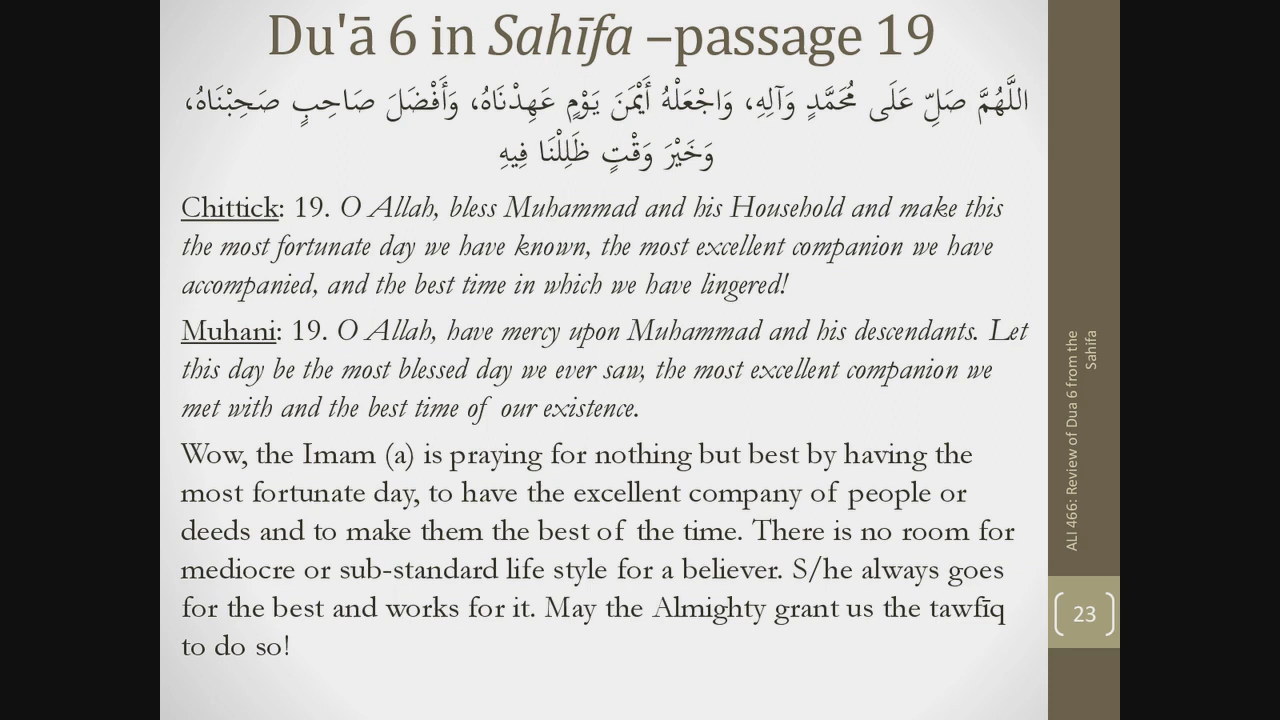 Du'ā 6 in Sahīfa –passage 19
اللَّهُمَّ صَلِّ عَلَى مُحَمَّدٍ وَآلِهِ، وَاجْعَلْهُ أَيْمَنَ يَوْمٍ عَهِدْنَاهُ، وَأَفْضَلَ صَاحِبٍ صَحِبْنَاهُ،
وَخَيْرَ وَقْتٍ ظَلِلْنَا فِيهِ
Chittick: 19. O Allah, bless Muhammad and his Household and make this
the most fortunate day we have known, the most excellent companion we have
accompanied, and the best time in which we have lingered!
Muhani: 19. O Allah, have mercy upon Muhammad and his descendants. Let
this day be the most blessed day we ever saw, the most excellent companion we
met with and the best time of our existence.
Wow, the Imam (a) is praying for nothing but best by having the
most fortunate day, to have the excellent company of people or
deeds and to make them the best of the time. There is no room for
mediocre or sub-standard life style for a believer. S/he always goes
for the best and works for it. May the Almighty grant us the tawfīq
to do so!
ALI 466: Review of Dua 6 from the
Sahifa
23